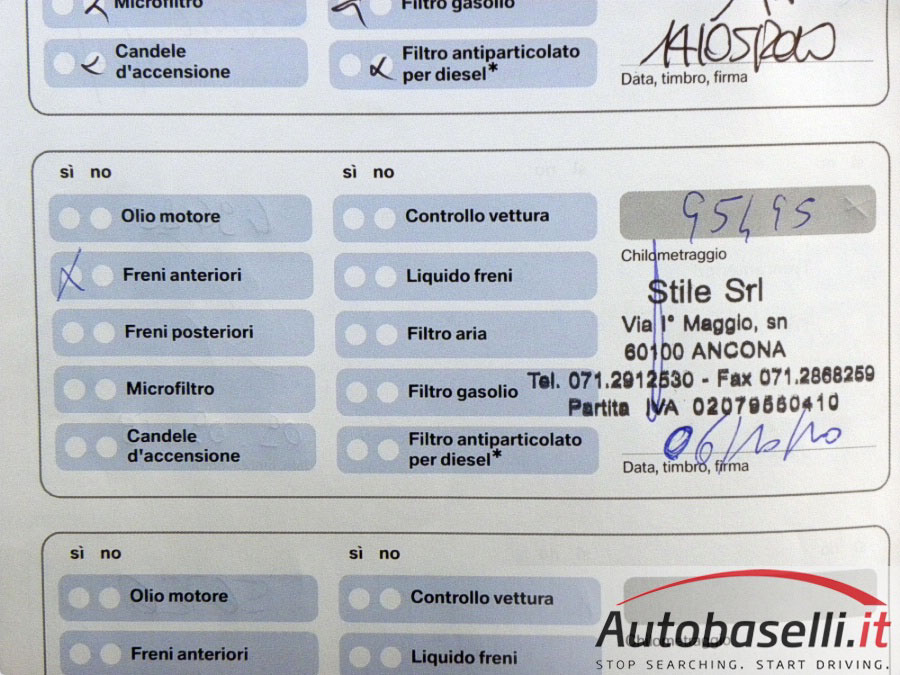 Microfiltro
Filtro gasolio
Candele
d'accensione
Filtro antiparticolato
per diesel*
14/05/2010
Data, timbro, firma
sì no
sì no
Olio motore
Controllo vettura
95495
Chilometraggio
Freni anteriori
Liquido freni
Stile Srl
Via I° Maggio, sn
60100 ANCONA
Freni posteriori
Filtro aria
Tel. 071.2912530 - Fax 071.2868259
Partita IVA 02079550410
Microfiltro
Filtro gasolio
06/10/10
Candele
d'accensione
Filtro antiparticolato
per diesel*
Data, timbro, firma
sì no
sì no
Olio motore
Controllo vettura
Chilometraggio
Freni anteriori
Liquido freni
Autobaselli.it
STOP SEARCHING. START DRIVING.